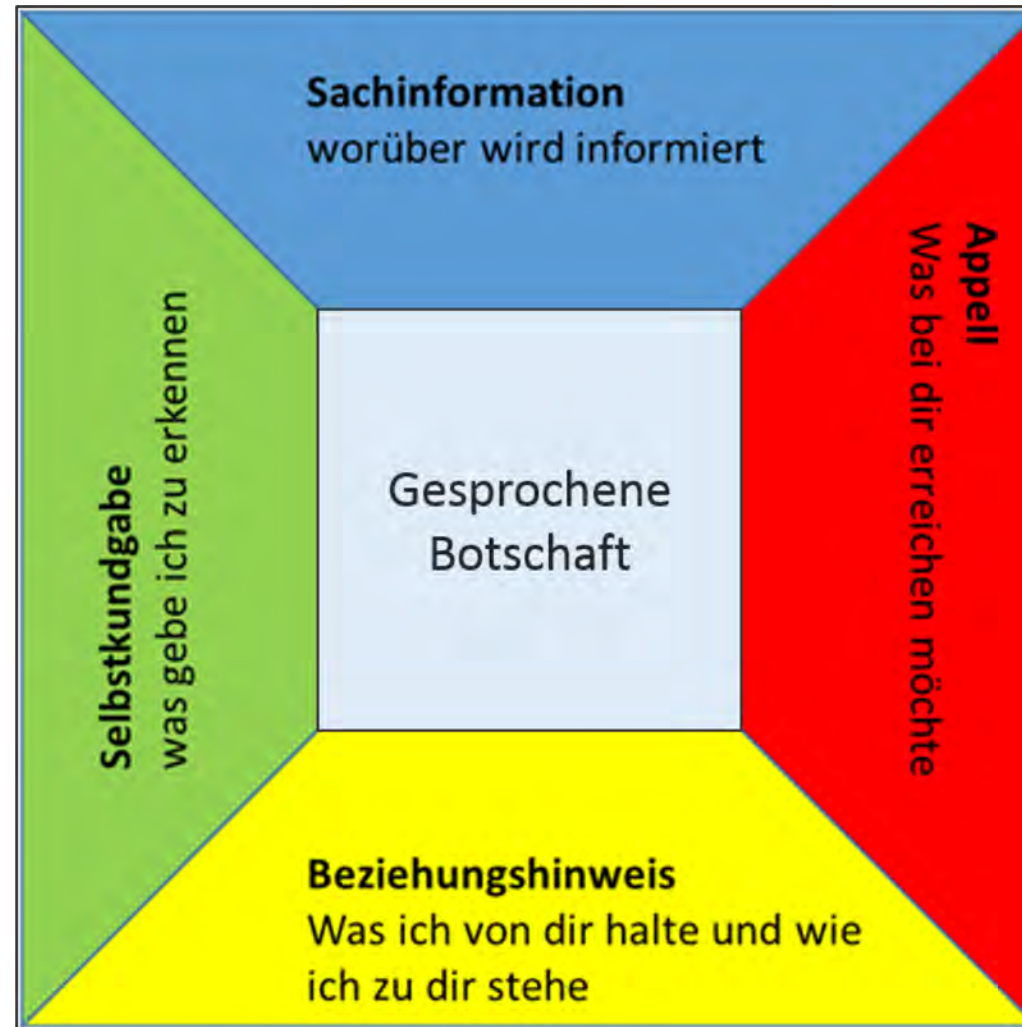 Sachinformation
worüber wird informiert
Appell
Was bei dir erreichen möchte
Selbstkundgabe
was gebe ich zu erkennen
Gesprochene
Botschaft
Beziehungshinweis
Was ich von dir halte und wie
ich zu dir stehe